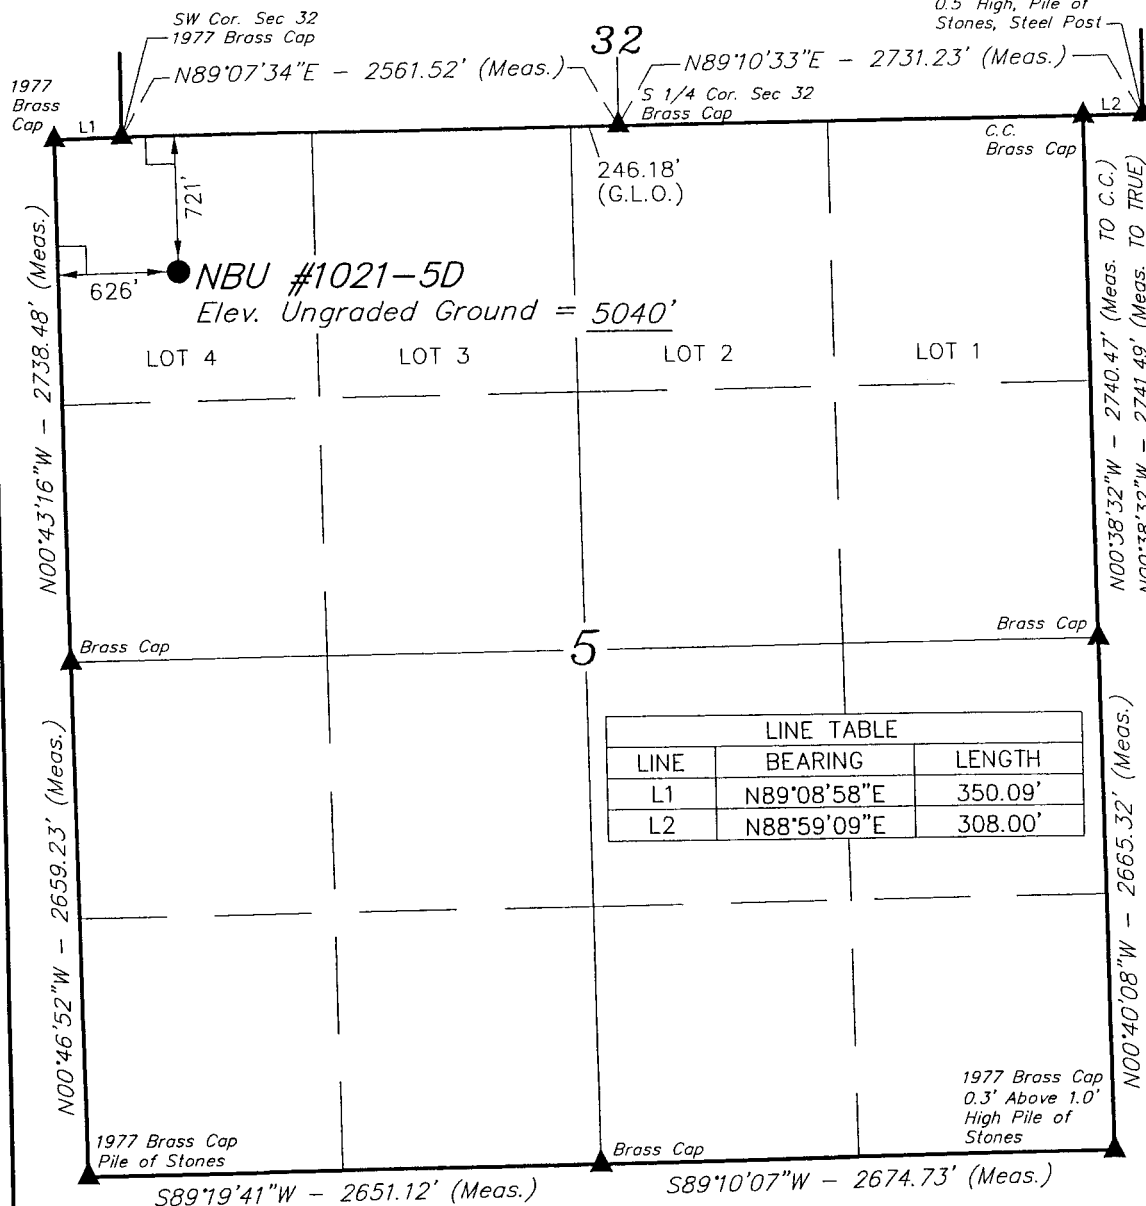 SW Cor. Sec 32
1977 Brass Cap
32
0.5' High, Pile of
Stones, Steel Post
N89°07'34"E - 2561.52' (Meas.)
N89°10'33"E - 2731.23' (Meas.)
1977
Brass
Cap
L1
S 1/4 Cor. Sec 32
Brass Cap
L2
C.C.
Brass Cap
246.18'
(G.L.O.)
721'
626'
NBU #1021-5D
Elev. Ungraded Ground = 5040'
LOT 4
LOT 3
LOT 2
LOT 1
N00°43'16"W - 2738.48' (Meas.)
N00°38'32"W - 2740.47' (Meas. TO C.C.)
N00°38'32"W - 2741.49' (Meas. TO TRUE)
Brass Cap
5
Brass Cap
LINE TABLE
LINE BEARING LENGTH
L1 N89°08'58"E 350.09'
L2 N88°59'09"E 308.00'
N00°46'52"W - 2659.23' (Meas.)
N00°40'08"W - 2665.32' (Meas.)
1977 Brass Cap
0.3' Above 1.0'
High Pile of
Stones
1977 Brass Cap
Pile of Stones
Brass Cap
S89°19'41"W - 2651.12' (Meas.)
S89°10'07"W - 2674.73' (Meas.)